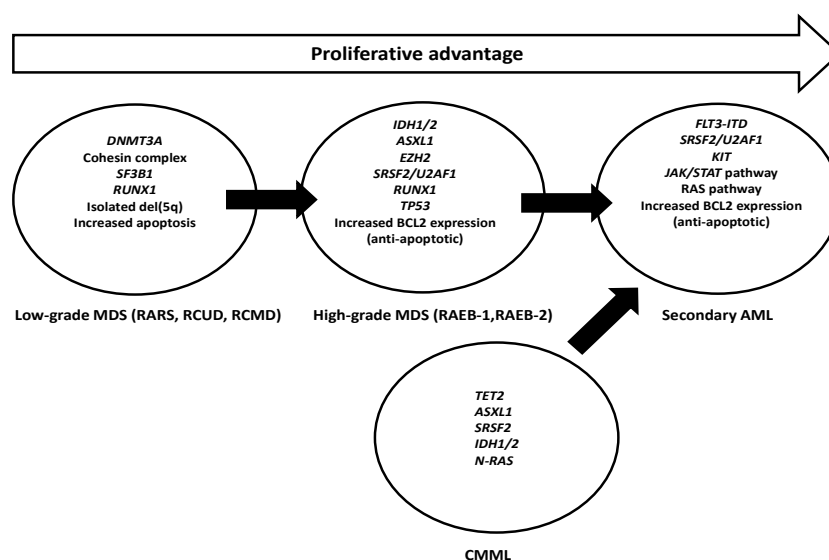 Proliferative advantage
DNMT3A
Cohesin complex
SF3B1
RUNX1
Isolated del(5q)
Increased apoptosis
Low-grade MDS (RARS, RCUD, RCMD)
IDH1/2
ASXL1
EZH2
SRSF2/U2AF1
RUNX1
TP53
Increased BCL2 expression
(anti-apoptotic)
High-grade MDS (RAEB-1,RAEB-2)
FLT3-ITD
SRSF2/U2AF1
KIT
JAK/STAT pathway
RAS pathway
Increased BCL2 expression
(anti-apoptotic)
Secondary AML
TET2
ASXL1
SRSF2
IDH1/2
N-RAS
CMML